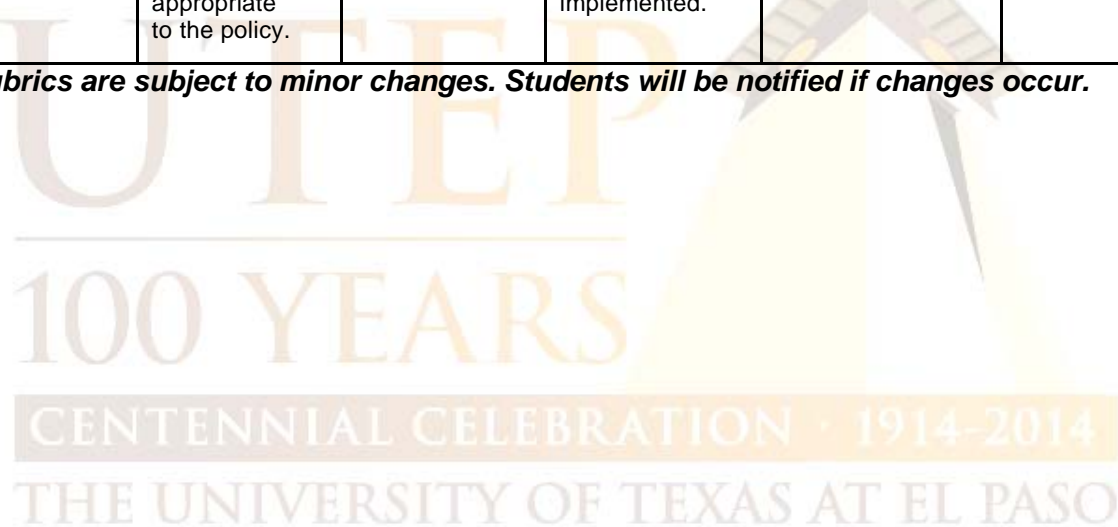 appropriate
to the policy.
implemented.
brics are subject to minor changes. Students will be notified if changes occur.
UTEP
100 YEARS
CENTENNIAL CELEBRATION · 1914-2014
THE UNIVERSITY OF TEXAS AT EL PASO